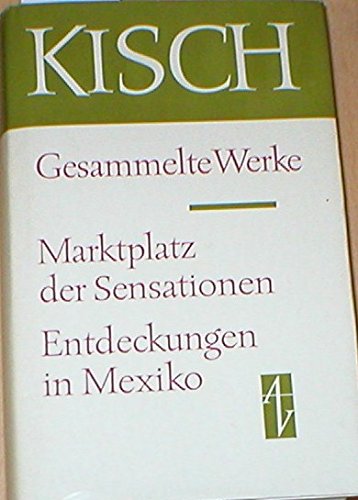 KISCH
Gesammelte Werke
Marktplatz
der Sensationen
Entdeckungen
in Mexiko
AV